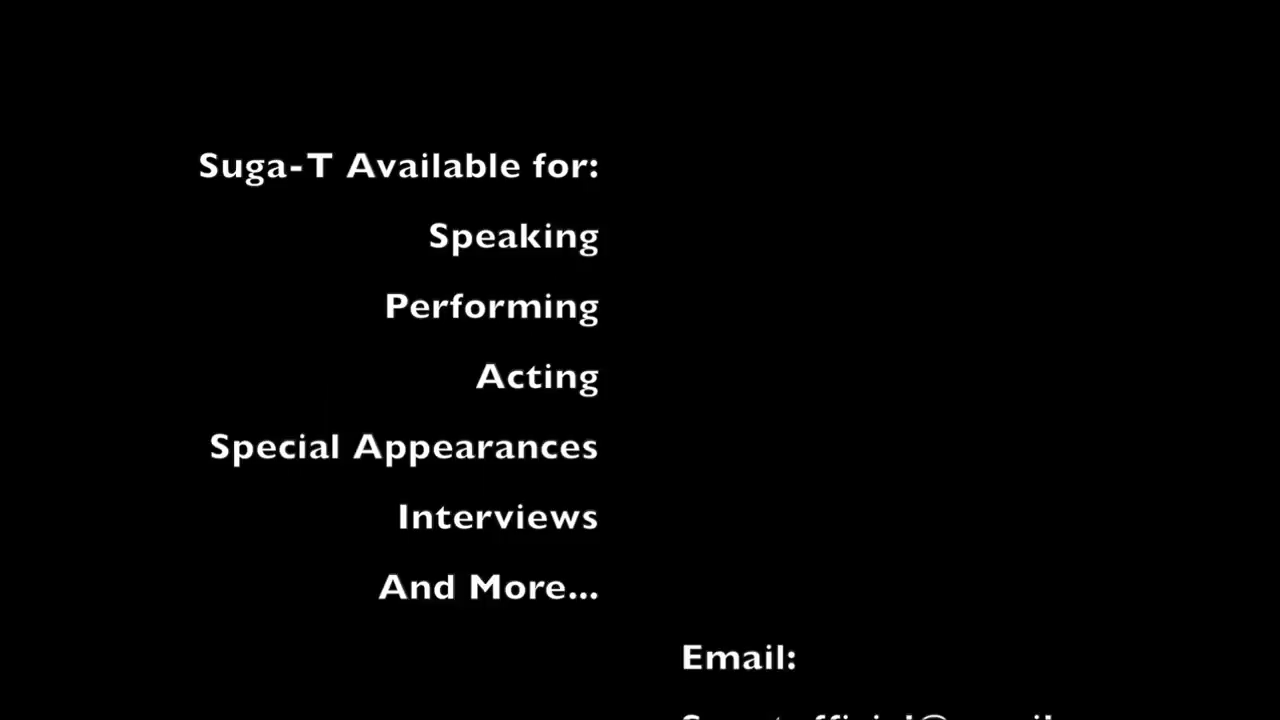 Suga-T Available for:
Speaking
Performing
Acting
Special Appearances
Interviews
And More...
Email: